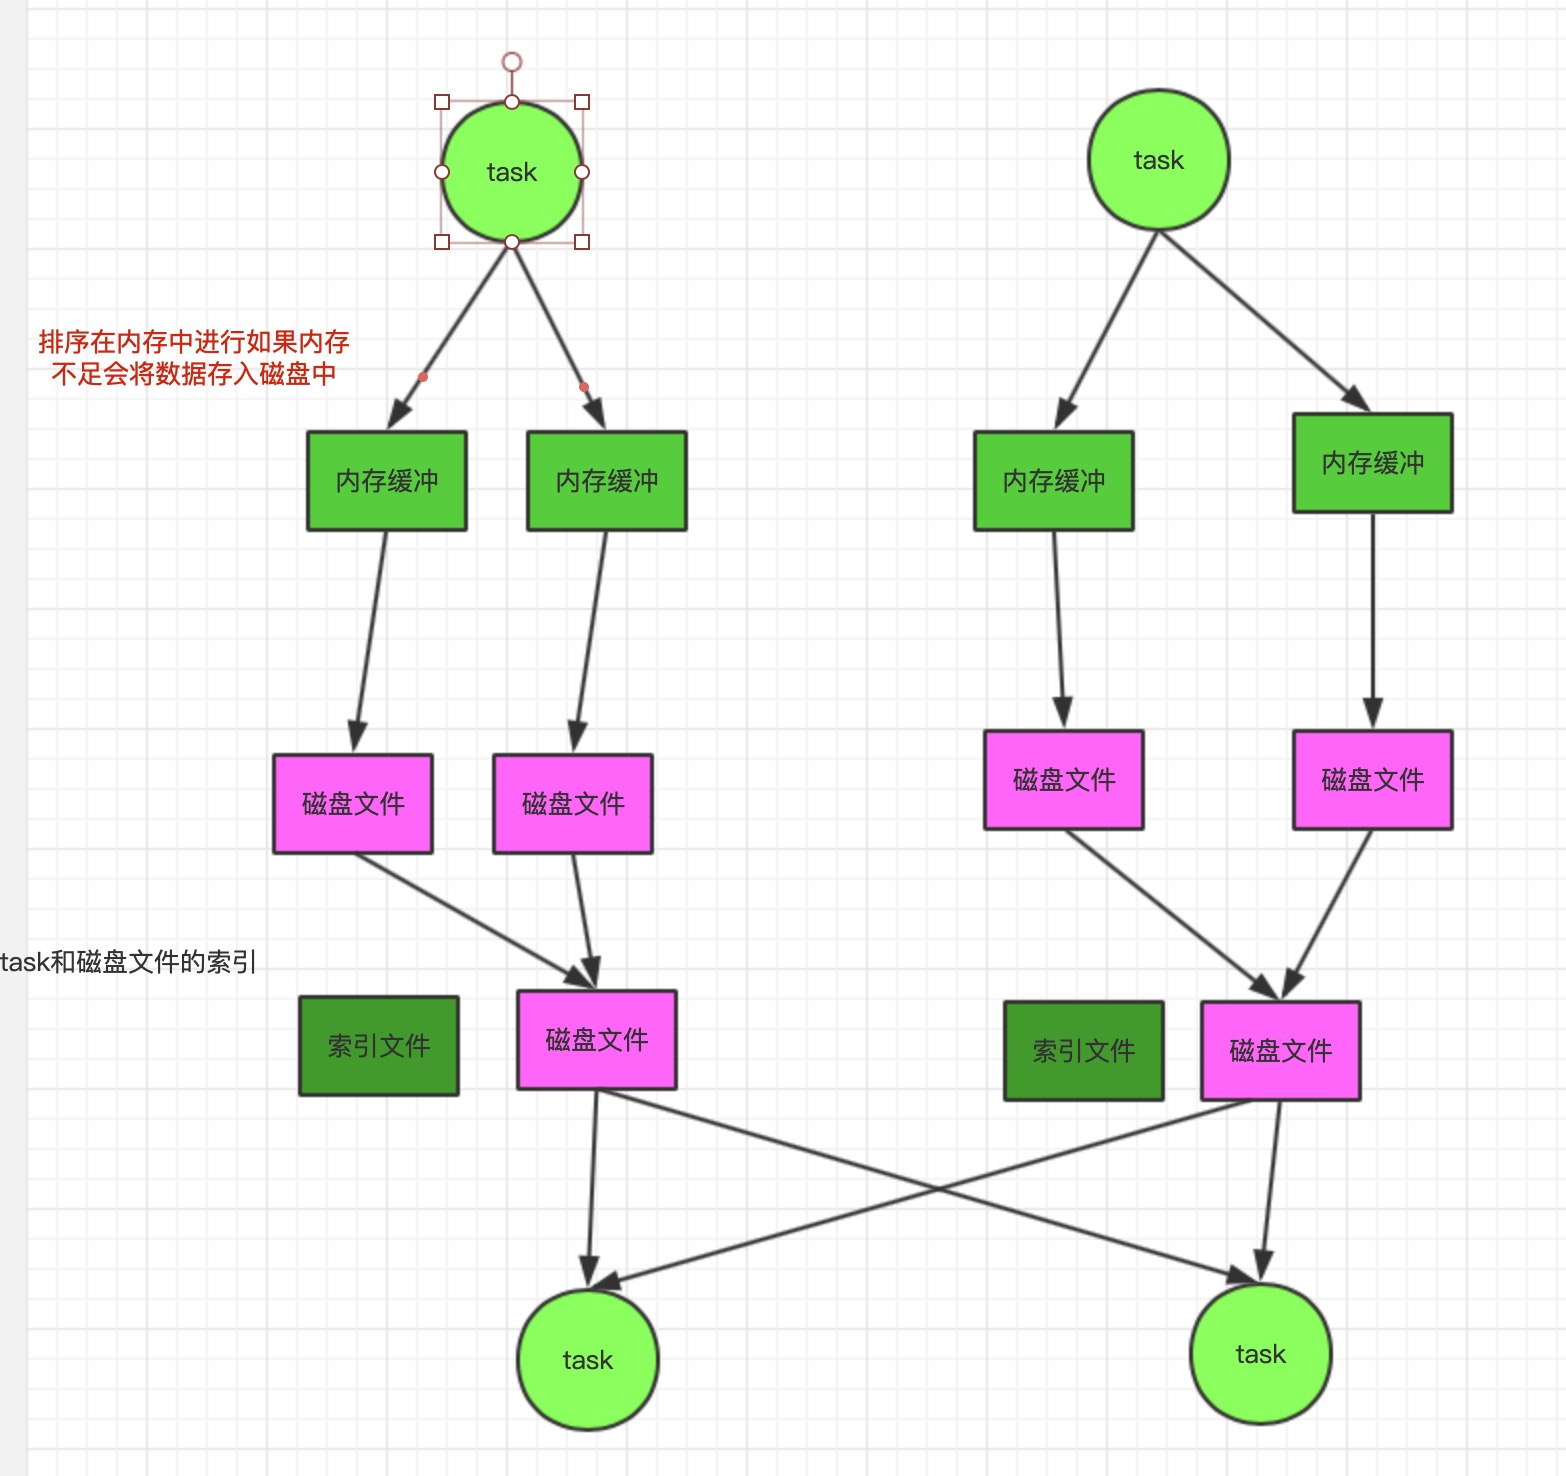 task
task
排序在内存中进行如果内存
不足会将数据存入磁盘中
内存缓冲
内存缓冲
内存缓冲
内存缓冲
磁盘文件
磁盘文件
磁盘文件
磁盘文件
task和磁盘文件的索引
索引文件
磁盘文件
索引文件
磁盘文件
task
task